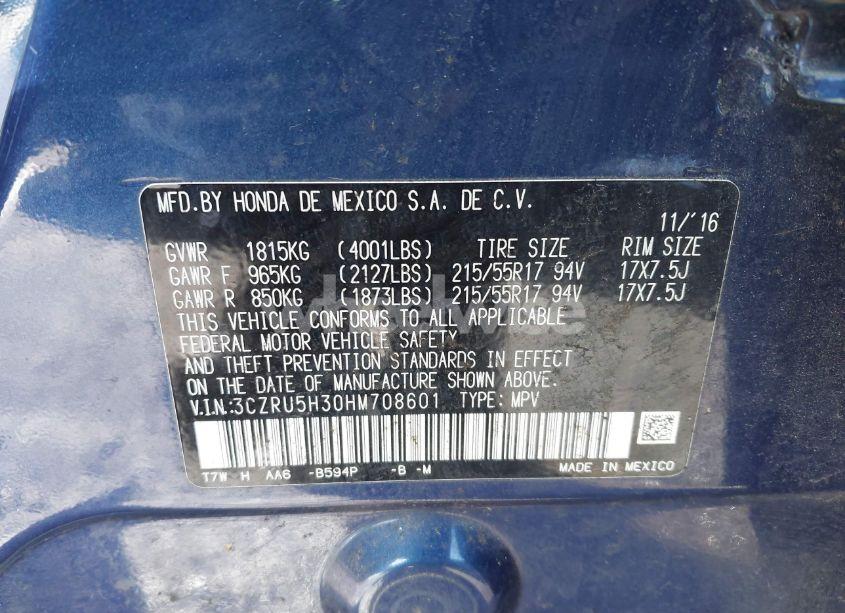 MFD.BY HONDA DE MEXICO S.A. DE C.V.
11/'16
GVWR 1815KG (4001LBS) TIRE SIZE RIM SIZE
GAWR F 965KG (2127LBS) 215/55R17 94V 17X7.5J
GAWR R 850KG (1873LBS) 215/55R17 94V 17X7.5J
THIS VEHICLE CONFORMS TO ALL APPLICABLE
FEDERAL MOTOR VEHICLE SAFETY
AND THEFT PREVENTION STANDARDS IN EFFECT
ON THE DATE OF MANUFACTURE SHOWN ABOVE.
V.I.N:3CZRU5H30HM708601 TYPE: MPV
T7W H AA6 -B594P -B -M MADE IN MEXICO